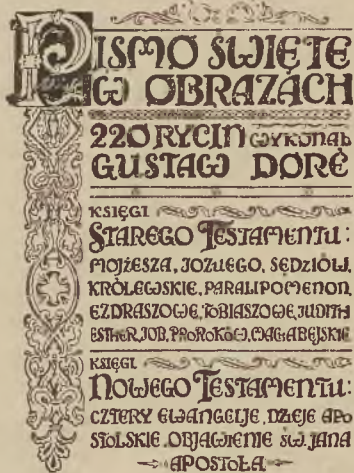 PISMO ŚWIĘTE
W OBRAZACH
220 RYCIN WYKONAŁ
GUSTAW DORÉ
KSIĘGI
STAREGO TESTAMENTU:
MOJŻESZA, JOZUEGO, SĘDZIÓW,
KRÓLEWSKIE, PARALIPOMENON,
EZDRASZOWE, TOBIASZOWE, JUDITH
ESTHER, JOB, PROROKÓW, MACHABEJSKIE
KSIĘGI
NOWEGO TESTAMENTU:
CZTERY EWANGELJE, DZIEJE APO
STOLSKIE, OBJAWIENIE ŚW. JANA
APOSTOŁA